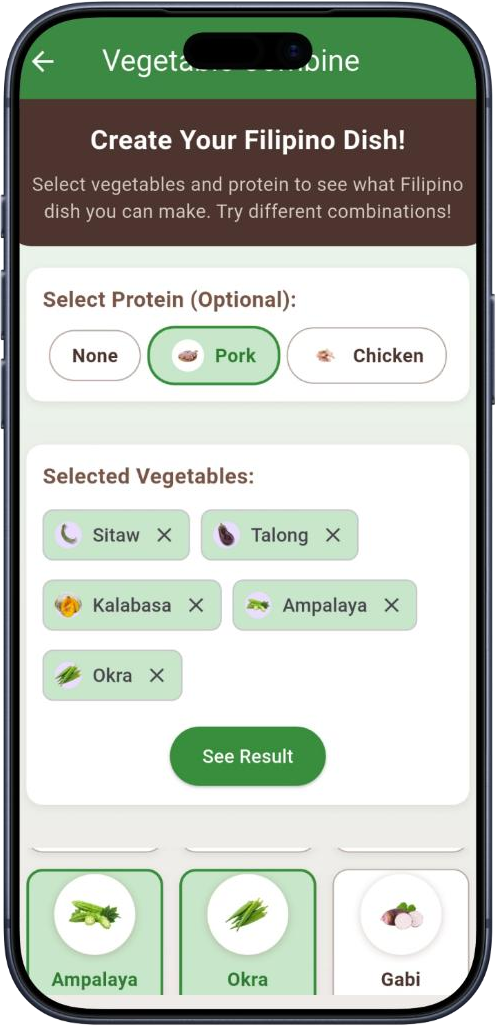 Vegetable Combine
Create Your Filipino Dish!
Select vegetables and protein to see what Filipino
dish you can make. Try different combinations!
Select Protein (Optional):
None Pork Chicken
Selected Vegetables:
Sitaw Talong
Kalabasa Ampalaya
Okra
See Result
Ampalaya Okra Gabi